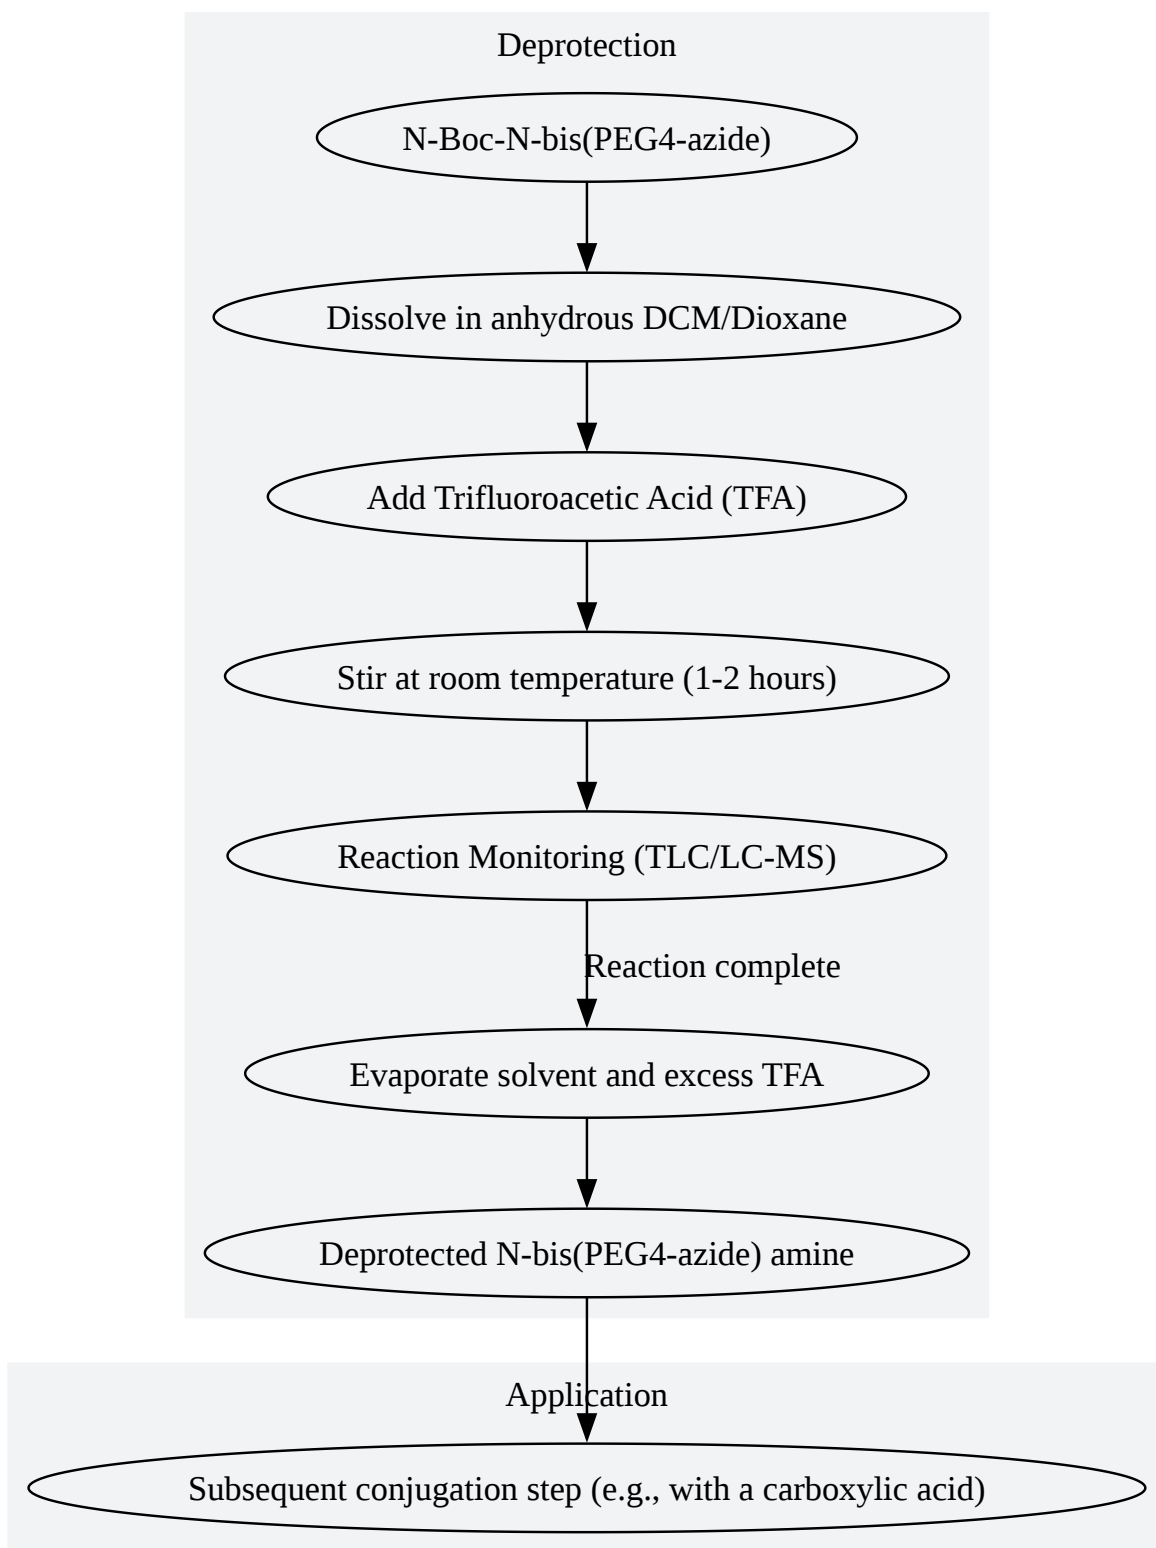 Deprotection
N-Boc-N-bis(PEG4-azide)
Dissolve in anhydrous DCM/Dioxane
Add Trifluoroacetic Acid (TFA)
Stir at room temperature (1-2 hours)
Reaction Monitoring (TLC/LC-MS)
Reaction complete
Evaporate solvent and excess TFA
Deprotected N-bis(PEG4-azide) amine
Application
Subsequent conjugation step (e.g., with a carboxylic acid)